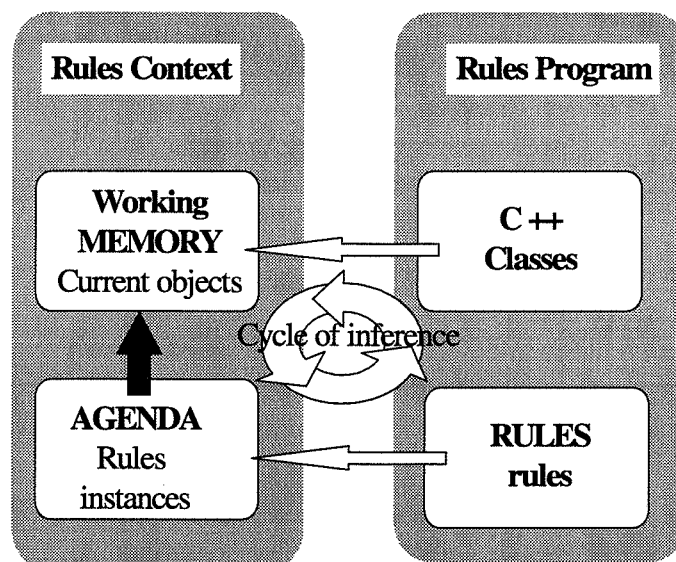 Rules Context
Rules Program
Working
MEMORY
Current objects
C ++
Classes
Cycle of inference
AGENDA
Rules
instances
RULES
rules